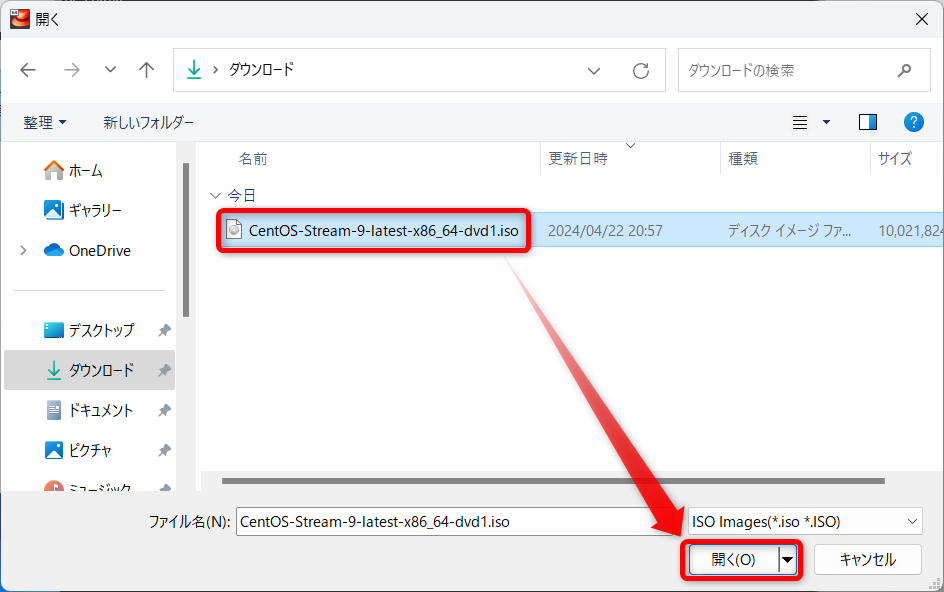 開く
ダウンロード
ダウンロードの検索
整理
新しいフォルダー
名前
更新日時
種類
サイズ
ホーム
ギャラリー
OneDrive
デスクトップ
ダウンロード
ドキュメント
ピクチャ
ミュージック
今日
CentOS-Stream-9-latest-x86_64-dvd1.iso 2024/04/22 20:57 ディスク イメージ ファ... 10,021,824
ファイル名(N): CentOS-Stream-9-latest-x86_64-dvd1.iso
ISO Images(*.iso *.ISO)
開く(O)
キャンセル